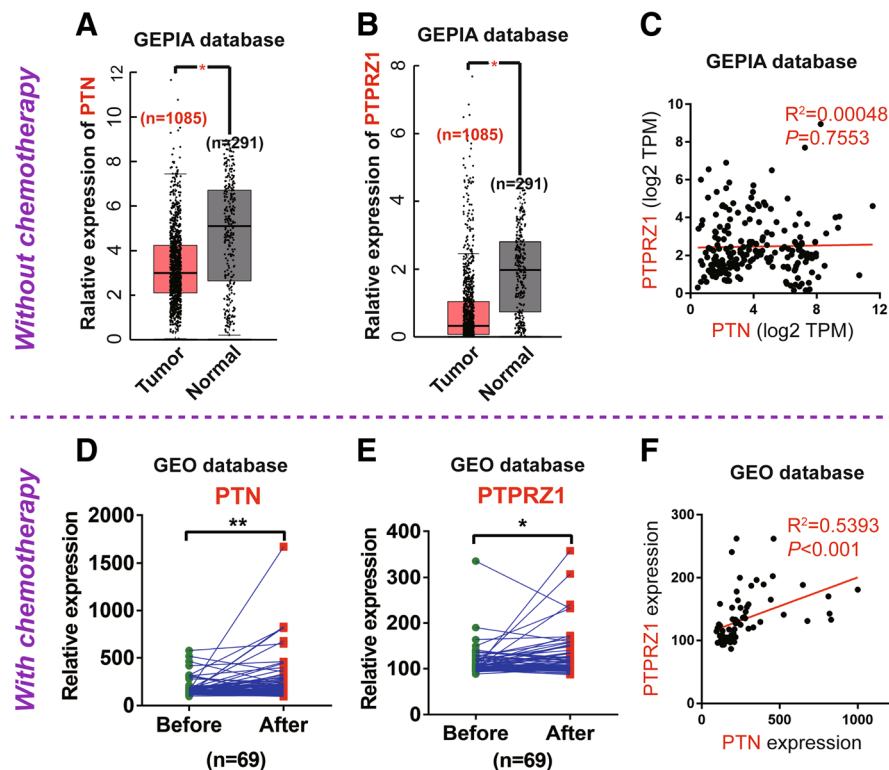 Without chemotherapy
A
GEPIA database
Relative expression of PTN
12
10
8
6
4
2
0
*
(n=1085)
(n=291)
Tumor
Normal
B
GEPIA database
Relative expression of PTPRZ1
8
6
4
2
0
*
(n=1085)
(n=291)
Tumor
Normal
C
GEPIA database
PTPRZ1 (log2 TPM)
10
8
6
4
2
0
R²=0.00048
P=0.7553
0 4 8 12
PTN (log2 TPM)
With chemotherapy
D
GEO database
PTN
Relative expression
2000
1500
1000
500
0
**
Before After
(n=69)
E
GEO database
PTPRZ1
Relative expression
400
300
200
100
0
*
Before After
(n=69)
F
GEO database
PTPRZ1 expression
300
200
100
0
R²=0.5393
P<0.001
0 500 1000
PTN expression